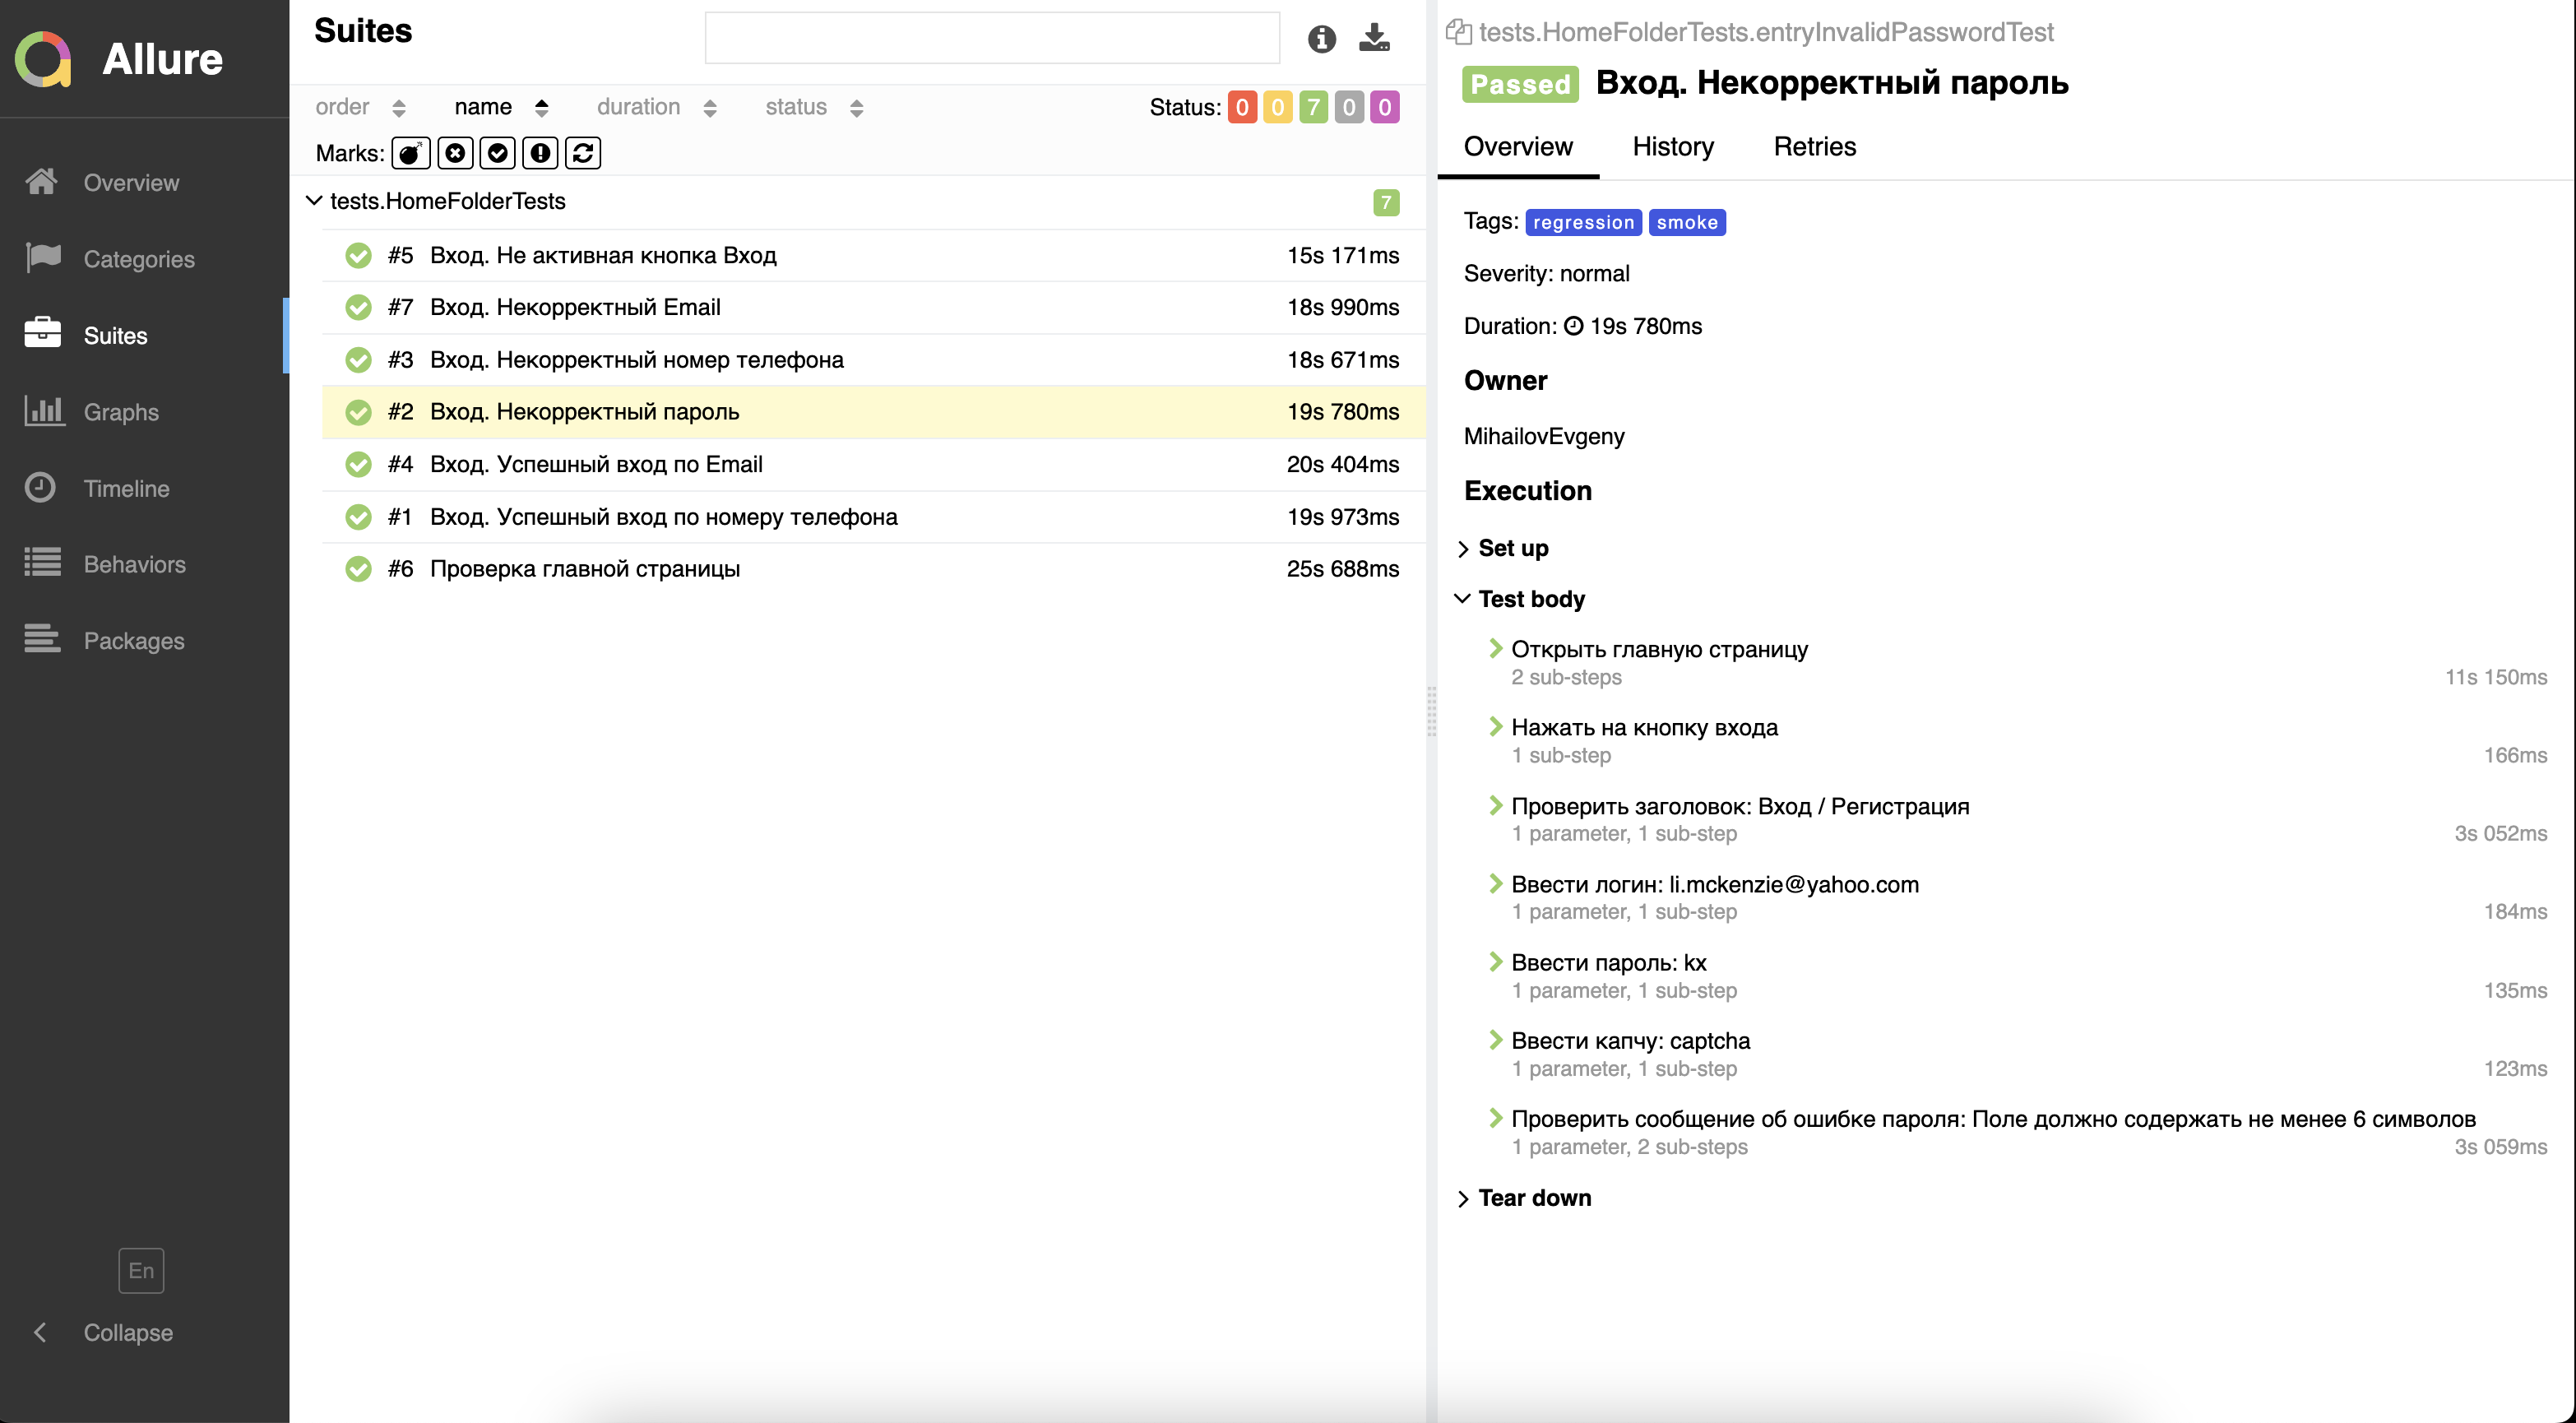 Allure
Overview
Categories
Suites
Graphs
Timeline
Behaviors
Packages
En
Collapse
Suites
order name duration status
Status: 0 0 7 0 0
Marks:
tests.HomeFolderTests 7
#5 Вход. Не активная кнопка Вход 15s 171ms
#7 Вход. Некорректный Email 18s 990ms
#3 Вход. Некорректный номер телефона 18s 671ms
#2 Вход. Некорректный пароль 19s 780ms
#4 Вход. Успешный вход по Email 20s 404ms
#1 Вход. Успешный вход по номеру телефона 19s 973ms
#6 Проверка главной страницы 25s 688ms
tests.HomeFolderTests.entryInvalidPasswordTest
Passed Вход. Некорректный пароль
Overview History Retries
Tags: regression smoke
Severity: normal
Duration: 19s 780ms
Owner
MihailovEvgeny
Execution
Set up
Test body
Открыть главную страницу
2 sub-steps 11s 150ms
Нажать на кнопку входа
1 sub-step 166ms
Проверить заголовок: Вход / Регистрация
1 parameter, 1 sub-step 3s 052ms
Ввести логин: li.mckenzie@yahoo.com
1 parameter, 1 sub-step 184ms
Ввести пароль: kx
1 parameter, 1 sub-step 135ms
Ввести капчу: captcha
1 parameter, 1 sub-step 123ms
Проверить сообщение об ошибке пароля: Поле должно содержать не менее 6 символов
1 parameter, 2 sub-steps 3s 059ms
Tear down